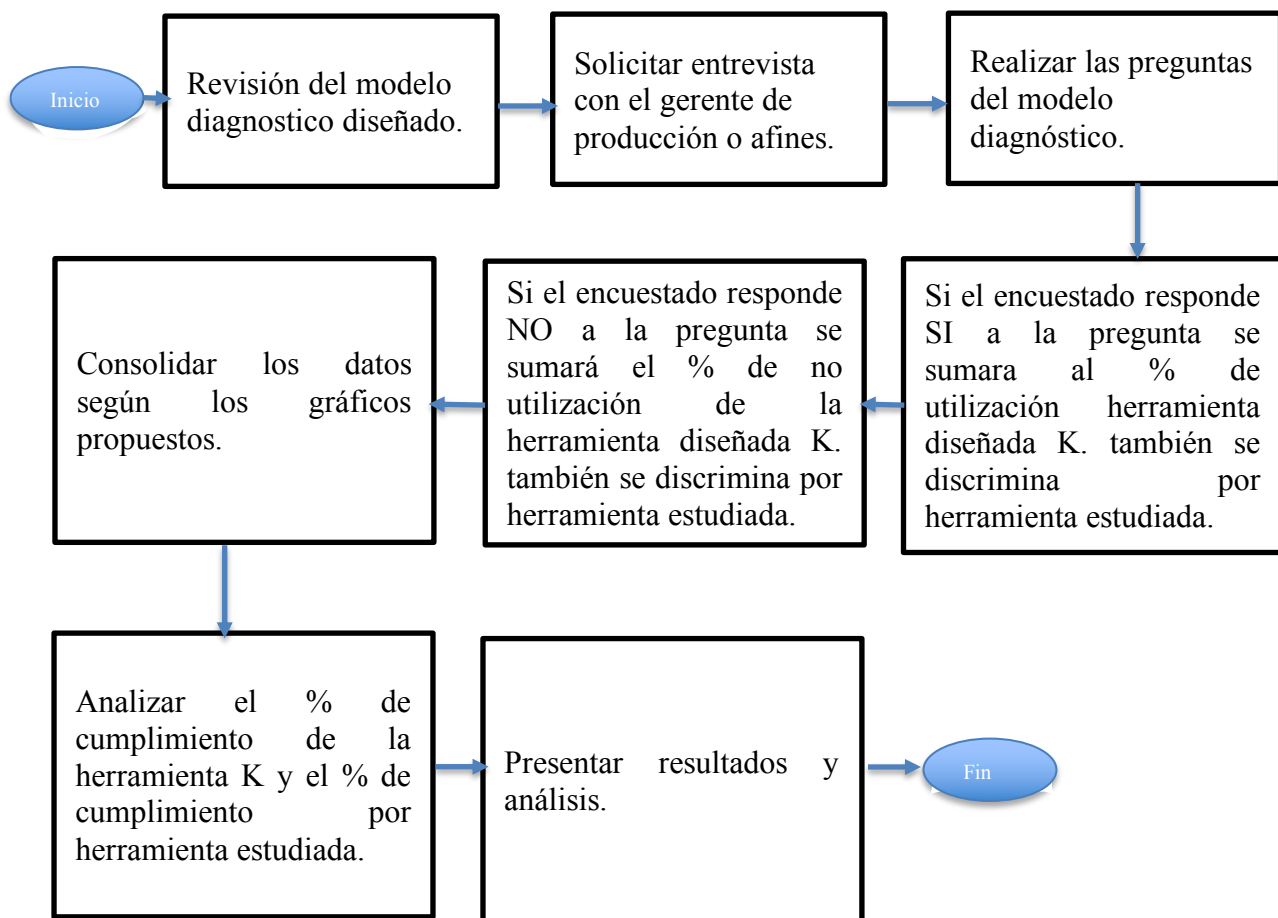 Inicio
Revisión del modelo
diagnostico diseñado.
Solicitar entrevista
con el gerente de
producción o afines.
Realizar las preguntas
del modelo
diagnóstico.
Si el encuestado responde
SI a la pregunta se
sumara al % de
utilización herramienta
diseñada K. también se
discrimina por
herramienta estudiada.
Si el encuestado responde
NO a la pregunta se
sumará el % de no
utilización de la
herramienta diseñada K.
también se discrimina por
herramienta estudiada.
Consolidar los datos
según los gráficos
propuestos.
Analizar el % de
cumplimiento de la
herramienta K y el % de
cumplimiento por
herramienta estudiada.
Presentar resultados y
análisis.
Fin